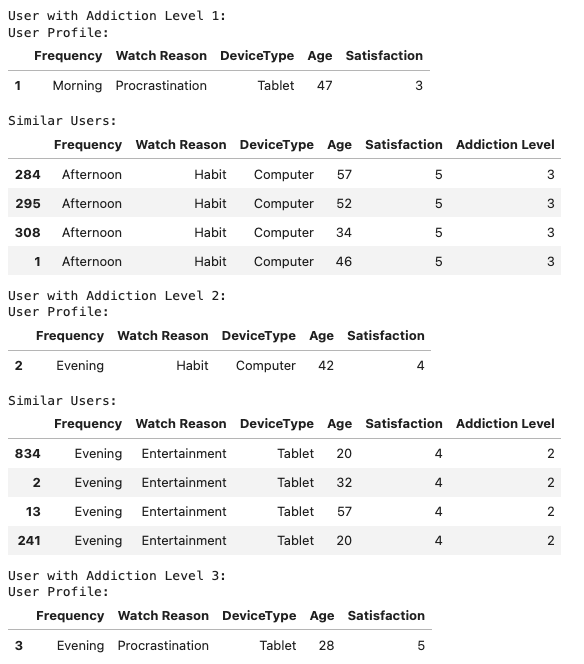 User with Addiction Level 1:
User Profile:
Frequency Watch Reason DeviceType Age Satisfaction
1 Morning Procrastination Tablet 47 3
Similar Users:
Frequency Watch Reason DeviceType Age Satisfaction Addiction Level
284 Afternoon Habit Computer 57 5 3
295 Afternoon Habit Computer 52 5 3
308 Afternoon Habit Computer 34 5 3
1 Afternoon Habit Computer 46 5 3
User with Addiction Level 2:
User Profile:
Frequency Watch Reason DeviceType Age Satisfaction
2 Evening Habit Computer 42 4
Similar Users:
Frequency Watch Reason DeviceType Age Satisfaction Addiction Level
834 Evening Entertainment Tablet 20 4 2
2 Evening Entertainment Tablet 32 4 2
13 Evening Entertainment Tablet 57 4 2
241 Evening Entertainment Tablet 20 4 2
User with Addiction Level 3:
User Profile:
Frequency Watch Reason DeviceType Age Satisfaction
3 Evening Procrastination Tablet 28 5